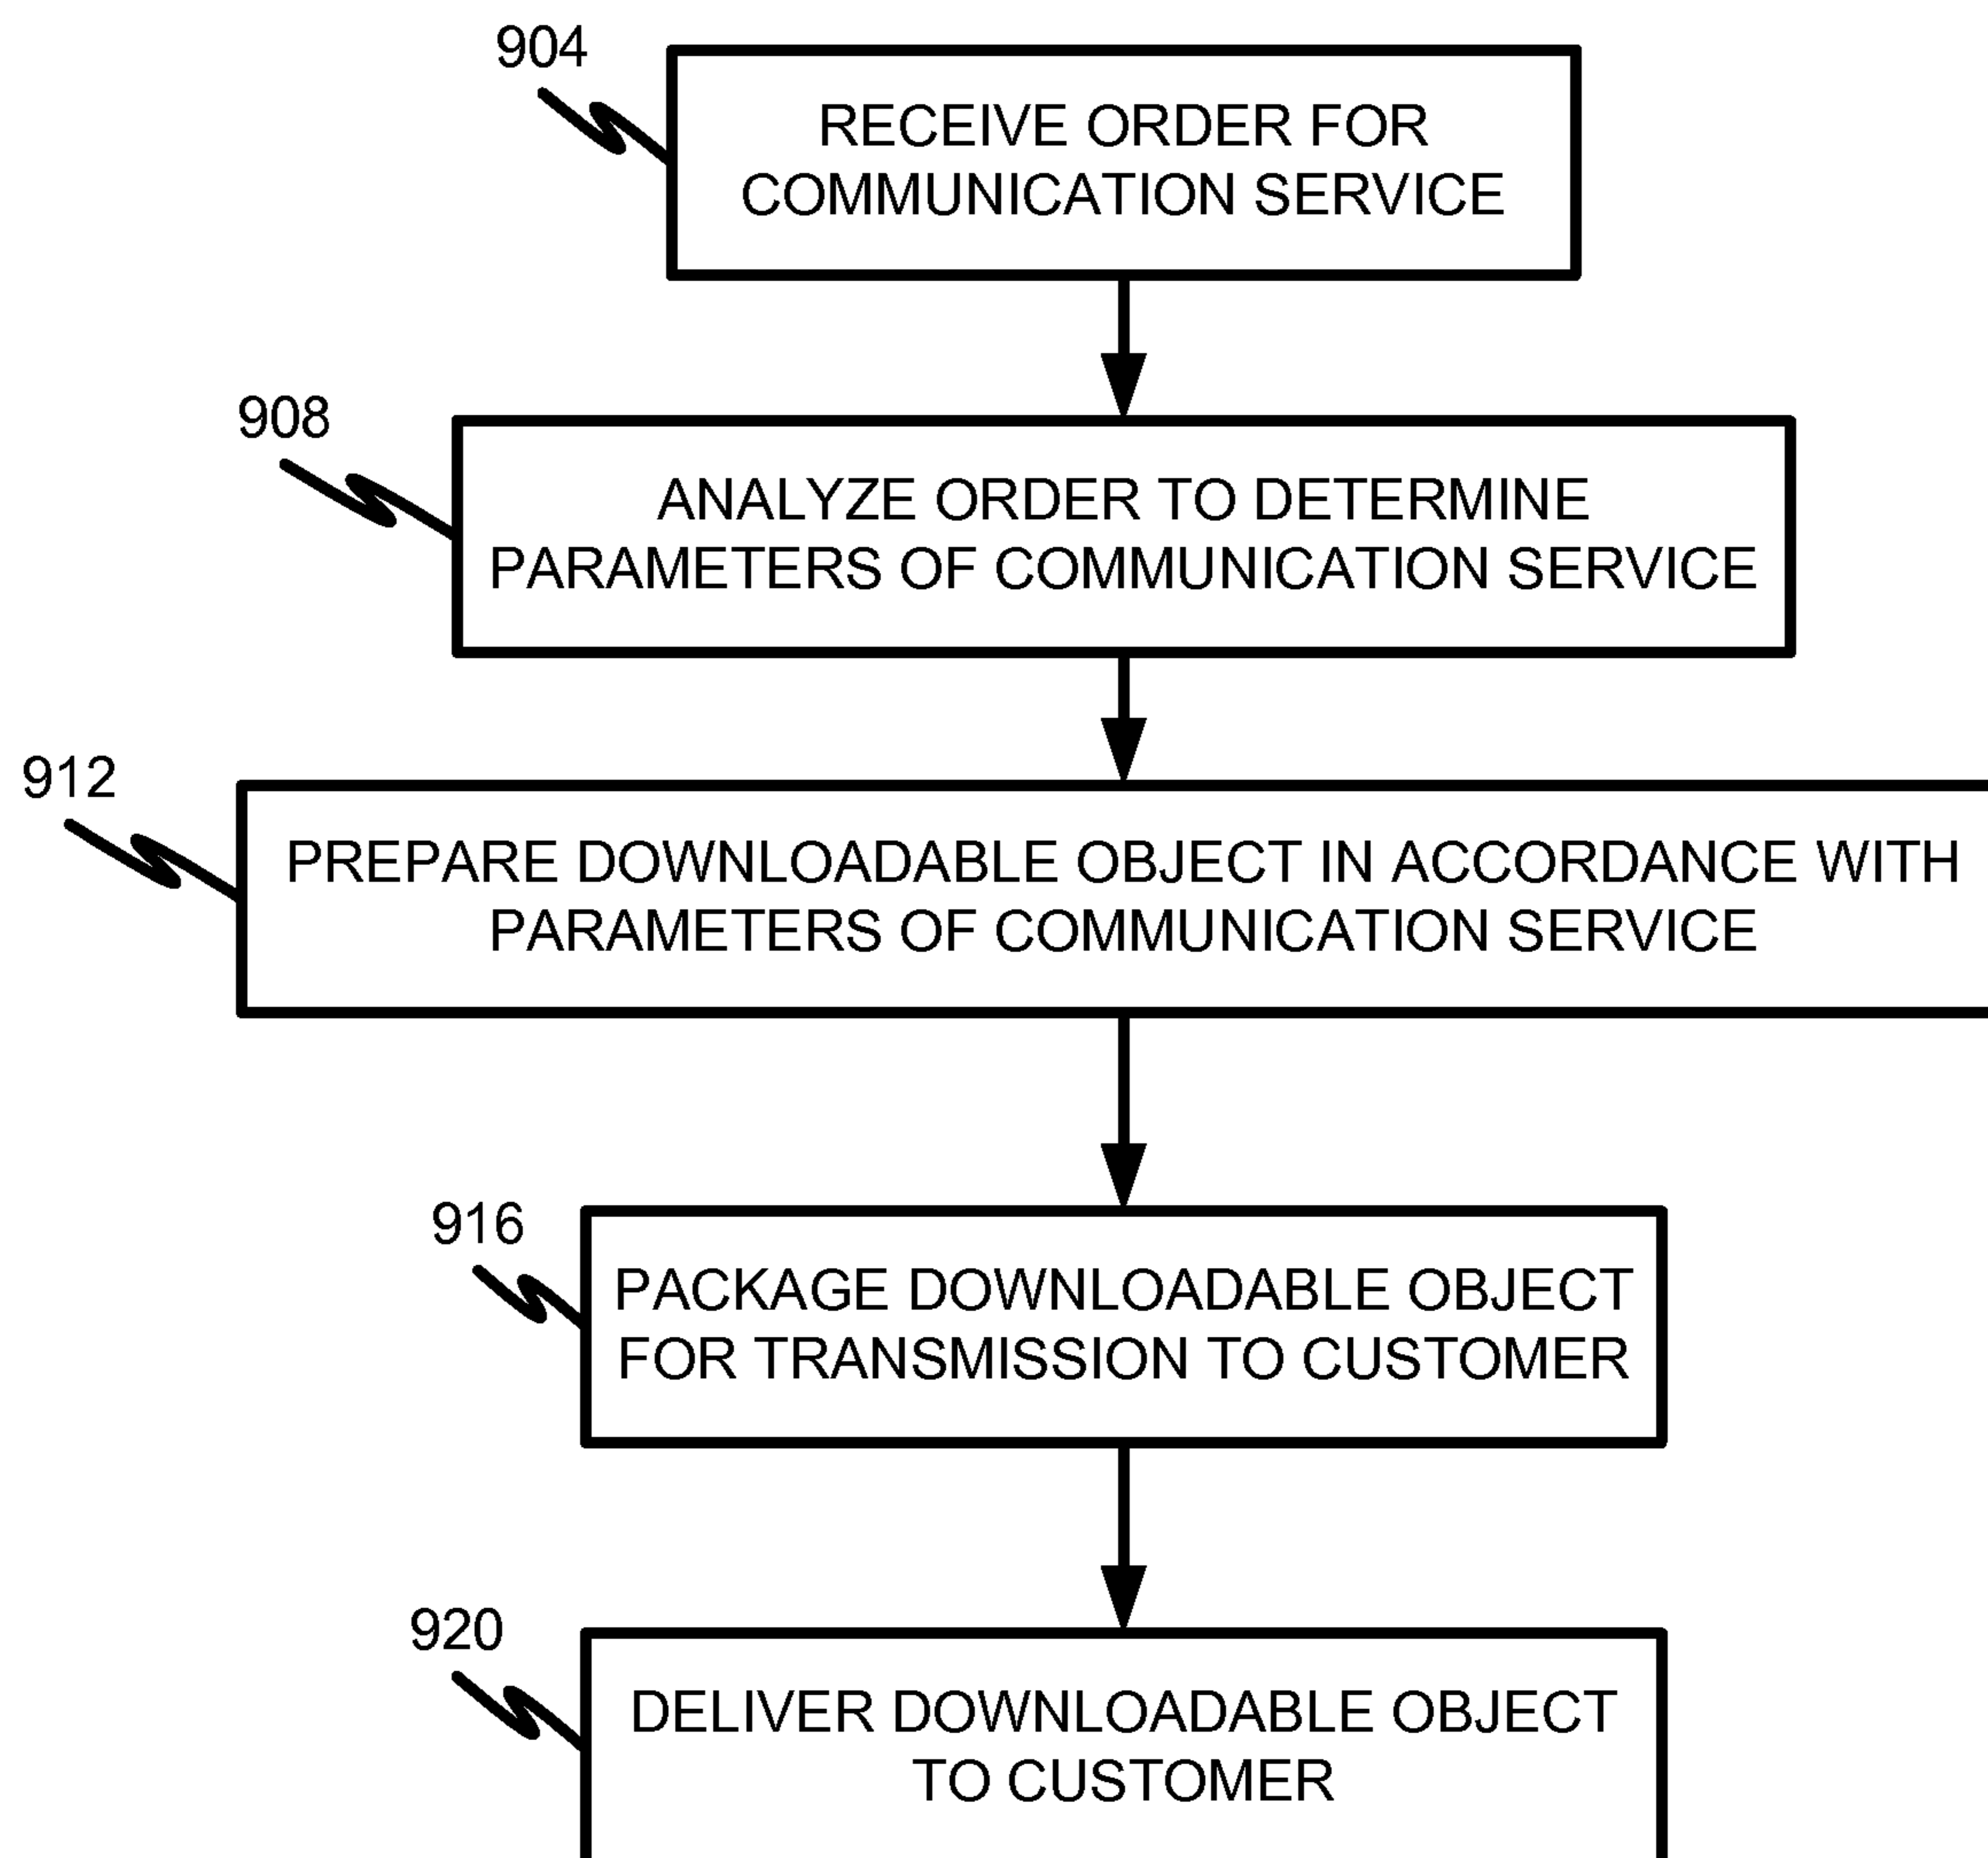 904
RECEIVE ORDER FOR
COMMUNICATION SERVICE
908
ANALYZE ORDER TO DETERMINE
PARAMETERS OF COMMUNICATION SERVICE
912
PREPARE DOWNLOADABLE OBJECT IN ACCORDANCE WITH
PARAMETERS OF COMMUNICATION SERVICE
916
PACKAGE DOWNLOADABLE OBJECT
FOR TRANSMISSION TO CUSTOMER
920
DELIVER DOWNLOADABLE OBJECT
TO CUSTOMER